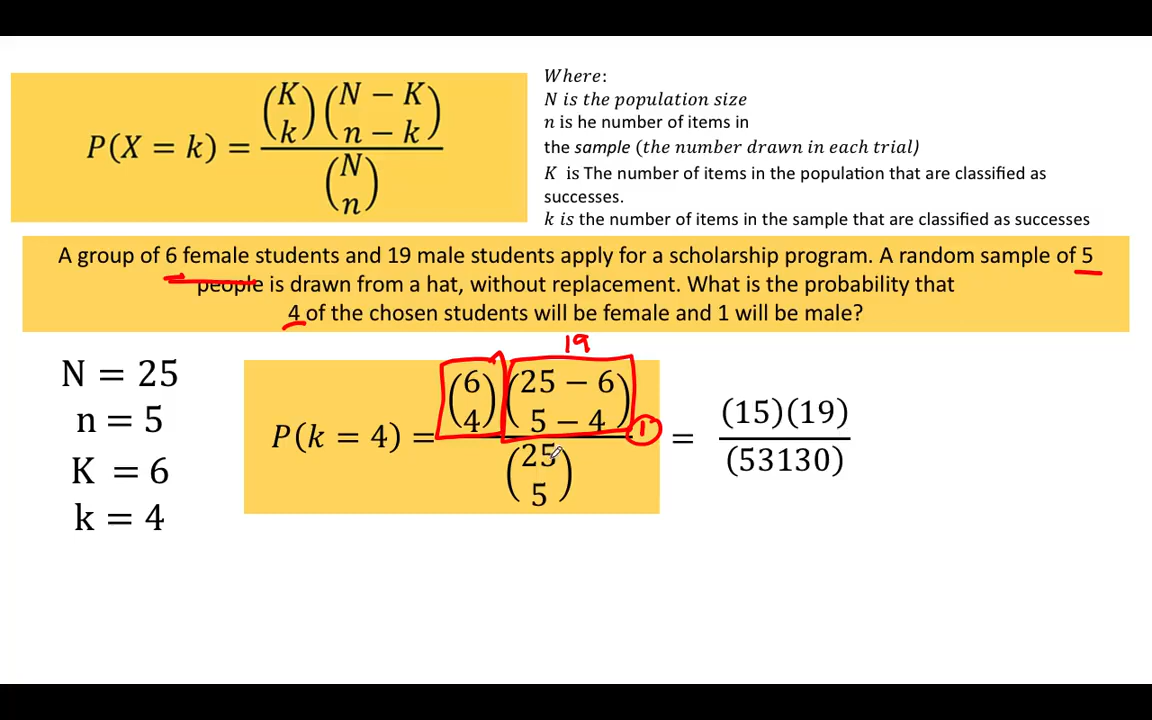 P(X = k) = (K k)(N − K n − k) / (N n)
𝑊ℎ𝑒𝑟𝑒:
N is the population size
n is he number of items in
the sample (the number drawn in each trial)
K is The number of items in the population that are classified as
successes.
k is the number of items in the sample that are classified as successes
A group of 6 female students and 19 male students apply for a scholarship program. A random sample of 5
people is drawn from a hat, without replacement. What is the probability that
4 of the chosen students will be female and 1 will be male?
19
N = 25
n = 5
K = 6
k = 4
P(k = 4) = (6 4)(25 − 6 5 − 4) / (25 5) = (15)(19) / (53130)
1